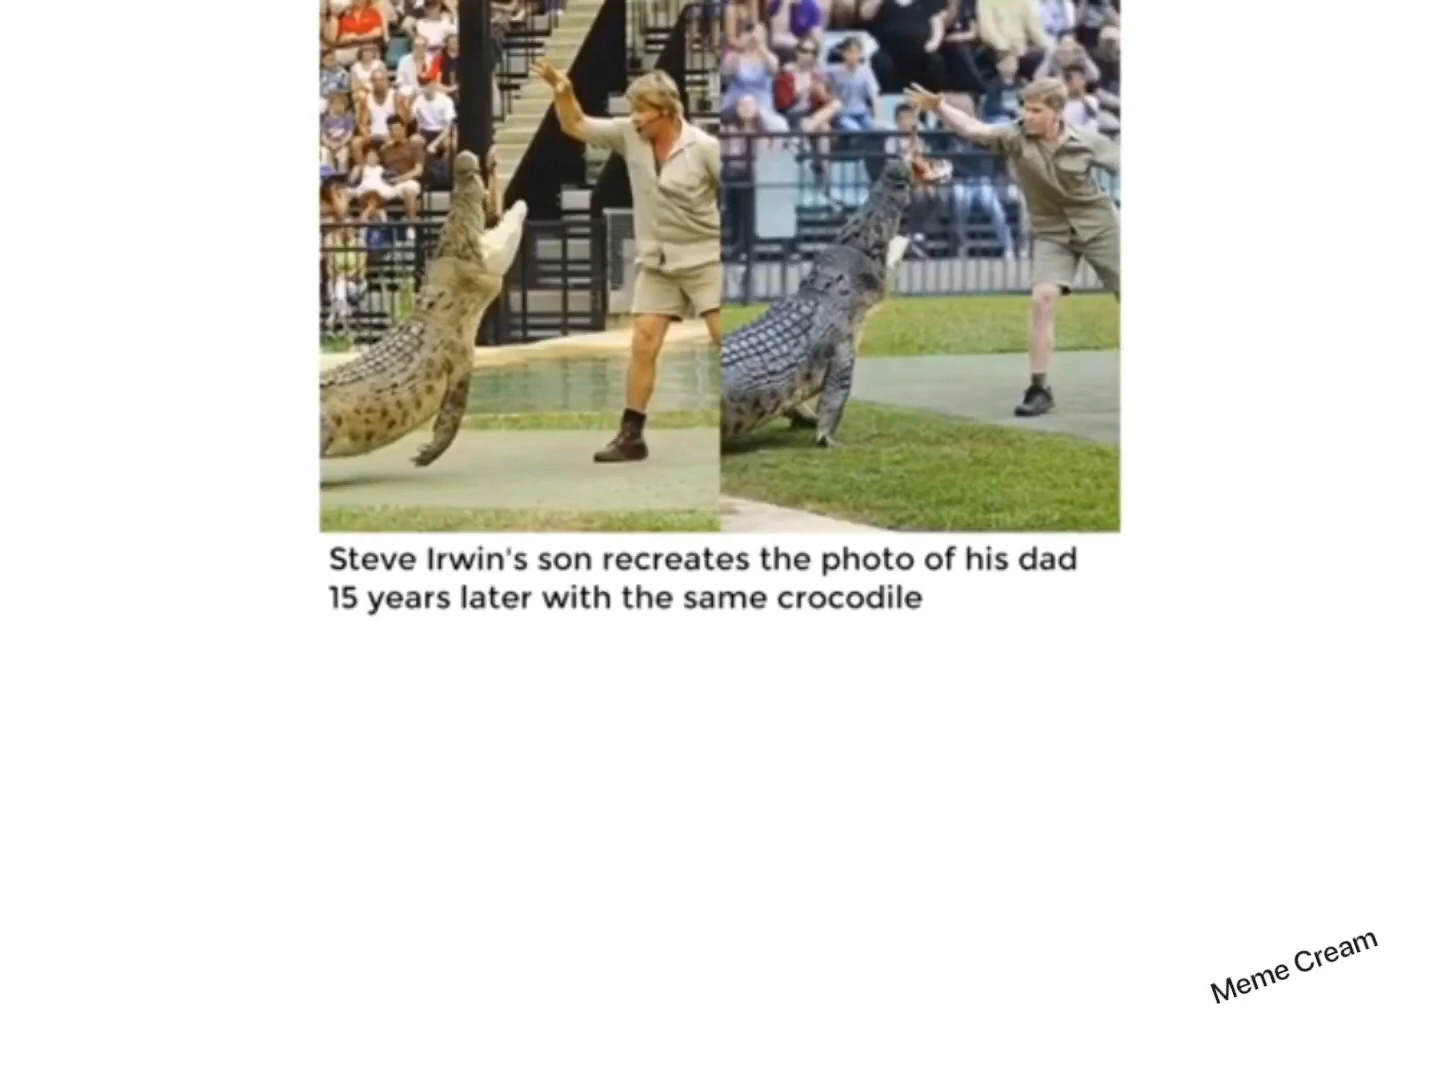 Steve Irwin's son recreates the photo of his dad
15 years later with the same crocodile
Meme Cream